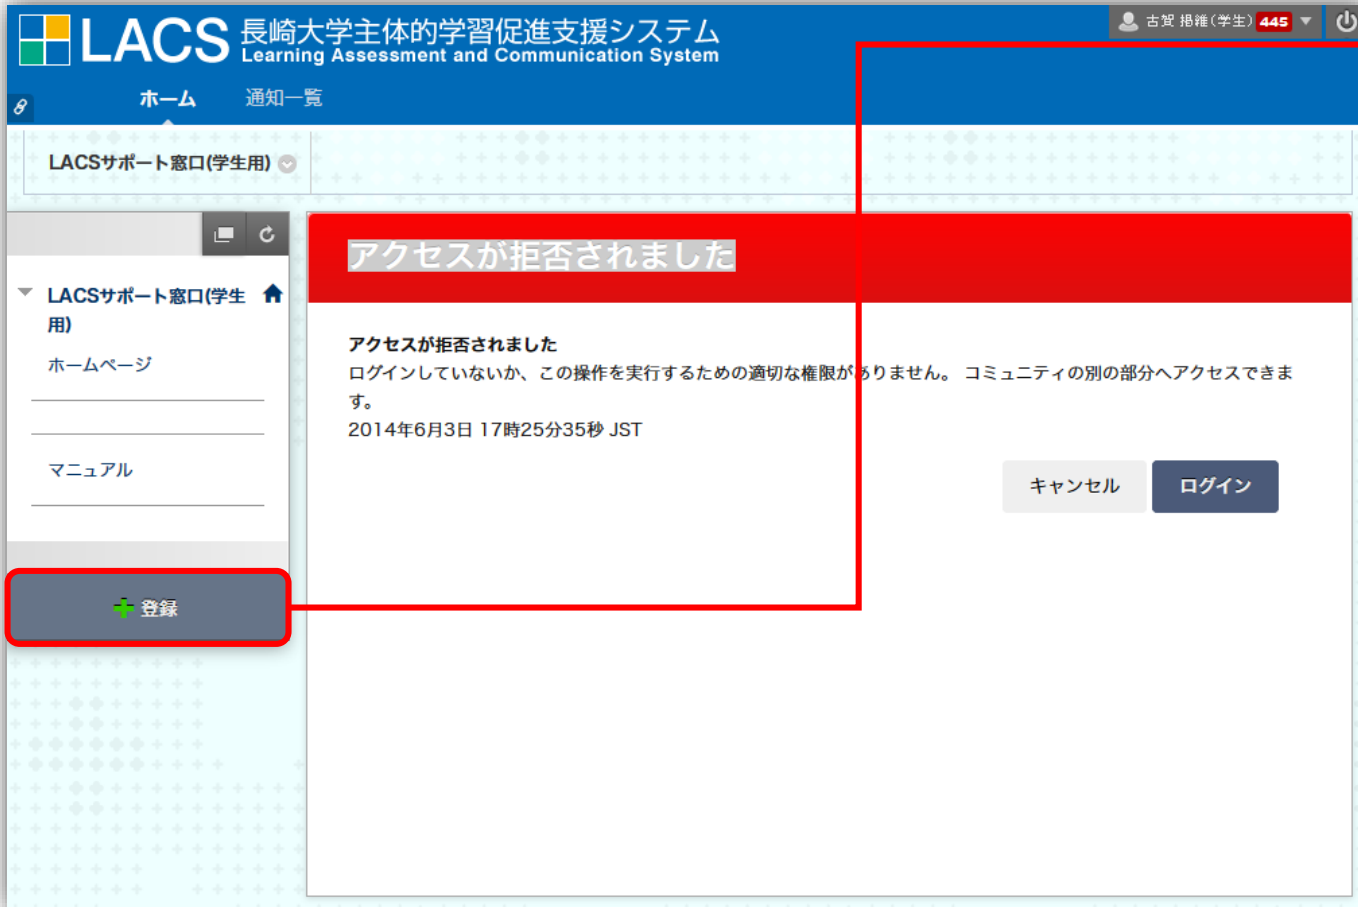 LACS 長崎大学主体的学習促進支援システム
Learning Assessment and Communication System
古賀 掲維(学生) 445
ホーム 通知一覧
LACSサポート窓口(学生用)
アクセスが拒否されました
LACSサポート窓口(学生
用)
ホームページ
マニュアル
登録
アクセスが拒否されました
ログインしていないか、この操作を実行するための適切な権限がありません。 コミュニティの別の部分へアクセスできま
す。
2014年6月3日 17時25分35秒 JST
キャンセル ログイン